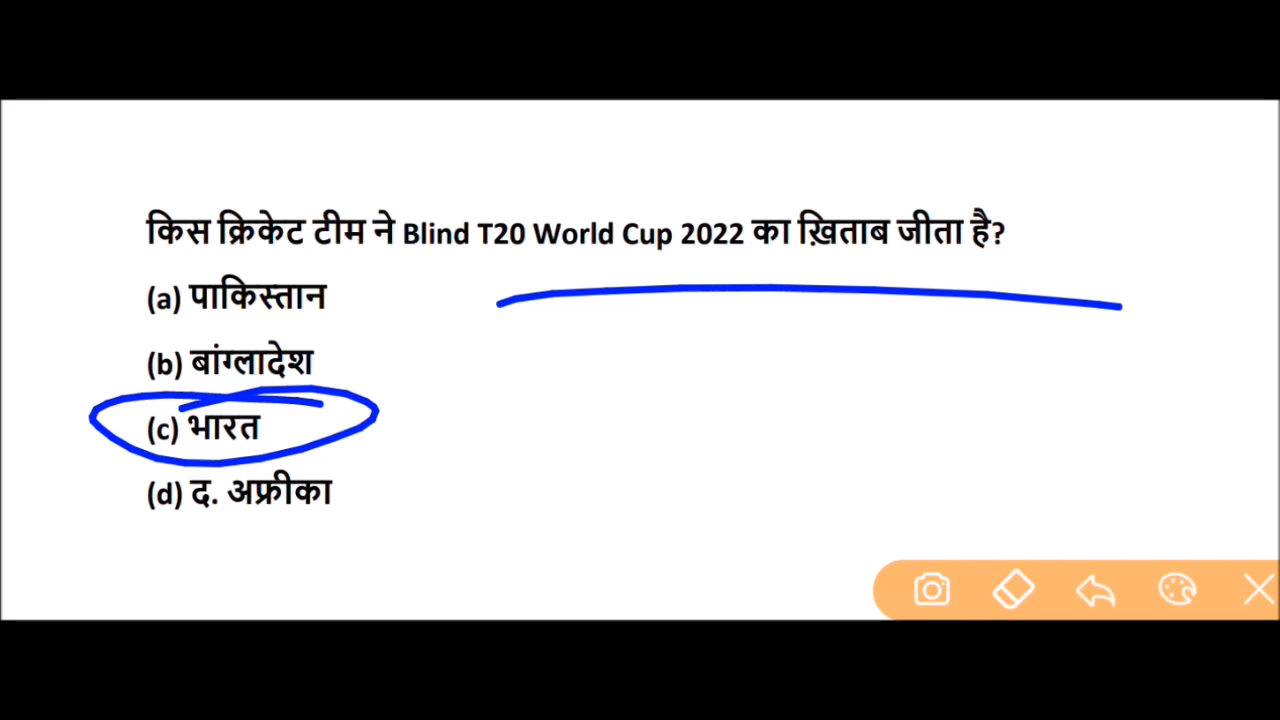 किस क्रिकेट टीम ने Blind T20 World Cup 2022 का ख़िताब जीता है?
(a) पाकिस्तान
(b) बांग्लादेश
(c) भारत
(d) द. अफ्रीका